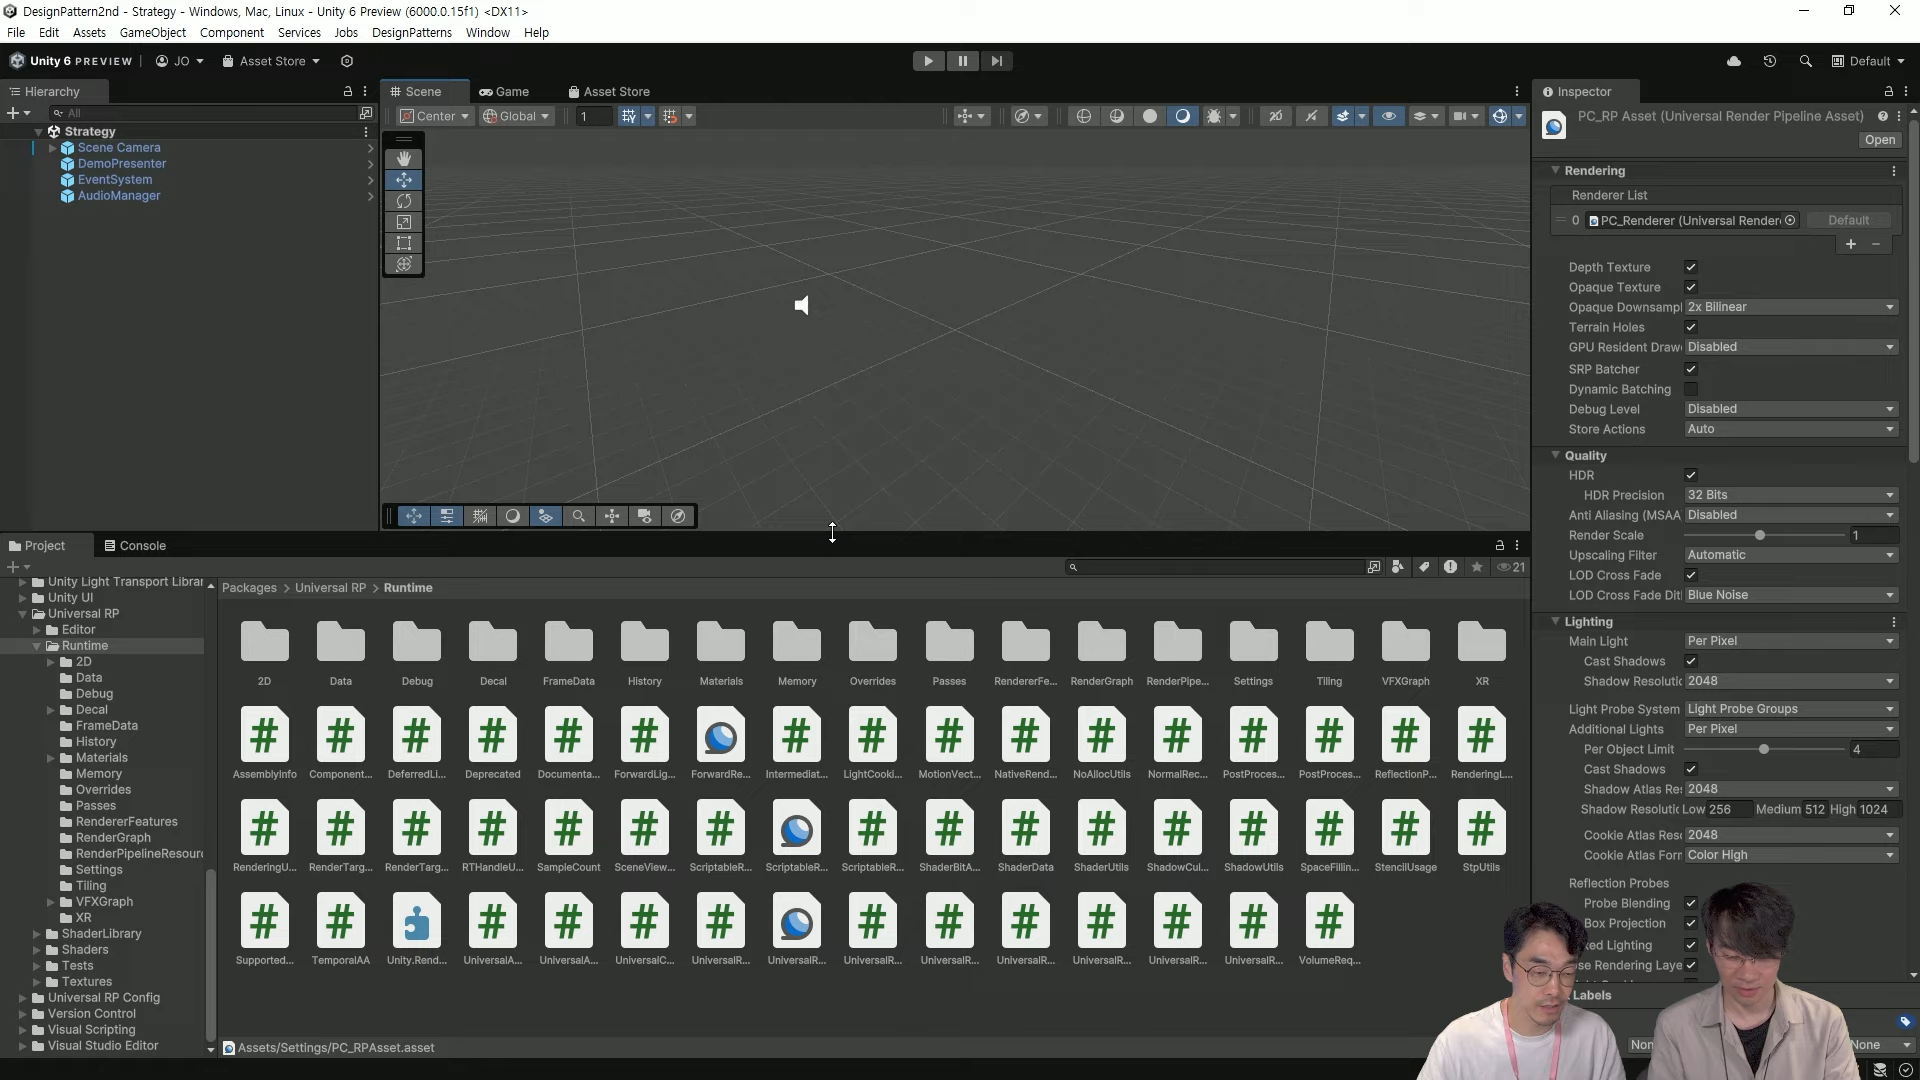 DesignPattern2nd - Strategy - Windows, Mac, Linux - Unity 6 Preview (6000.0.15f1) <DX11>
File Edit Assets GameObject Component Services Jobs DesignPatterns Window Help
Unity 6 PREVIEW JO Asset Store Default
Hierarchy
All
Strategy
Scene Camera
DemoPresenter
EventSystem
AudioManager
Scene Game Asset Store
Center Global 1
Inspector
PC_RP Asset (Universal Render Pipeline Asset)
Open
Rendering
Renderer List
0 PC_Renderer (Universal Render Default
Depth Texture
Opaque Texture
Opaque Downsampl 2x Bilinear
Terrain Holes
GPU Resident Draw Disabled
SRP Batcher
Dynamic Batching
Debug Level Disabled
Store Actions Auto
Quality
HDR
HDR Precision 32 Bits
Anti Aliasing (MSAA Disabled
Render Scale 1
Upscaling Filter Automatic
LOD Cross Fade
LOD Cross Fade Dit Blue Noise
Lighting
Main Light Per Pixel
Cast Shadows
Shadow Resolutic 2048
Light Probe System Light Probe Groups
Additional Lights Per Pixel
Per Object Limit 4
Cast Shadows
Shadow Atlas Re 2048
Shadow Resolutic Low 256 Medium 512 High 1024
Cookie Atlas Res 2048
Cookie Atlas Forr Color High
Reflection Probes
Probe Blending
Box Projection
ed Lighting
se Rendering Laye
Labels
Non None
Project Console
21
Unity Light Transport Librar
Unity UI
Universal RP
Editor
Runtime
2D
Data
Debug
Decal
FrameData
History
Materials
Memory
Overrides
Passes
RendererFeatures
RenderGraph
RenderPipelineResourc
Settings
Tiling
VFXGraph
XR
ShaderLibrary
Shaders
Tests
Textures
Universal RP Config
Version Control
Visual Scripting
Visual Studio Editor
Packages > Universal RP > Runtime
2D Data Debug Decal FrameData History Materials Memory Overrides Passes RendererFe... RenderGraph RenderPipe... Settings Tiling VFXGraph XR
AssemblyInfo Component... DeferredLi... Deprecated Documenta... ForwardLig... ForwardRe... Intermediat... LightCooki... MotionVect... NativeRend... NoAllocUtils NormalRec... PostProces... PostProces... ReflectionP... RenderingL...
RenderingU... RenderTarg... RenderTarg... RTHandleU... SampleCount SceneView... ScriptableR... ScriptableR... ScriptableR... ShaderBitA... ShaderData ShaderUtils ShadowCul... ShadowUtils SpaceFillin... StencilUsage StpUtils
Supported... TemporalAA Unity.Rend... UniversalA... UniversalA... UniversalC... UniversalR... UniversalR... UniversalR... UniversalR... UniversalR... UniversalR... UniversalR... UniversalR... VolumeReq...
Assets/Settings/PC_RPAsset.asset